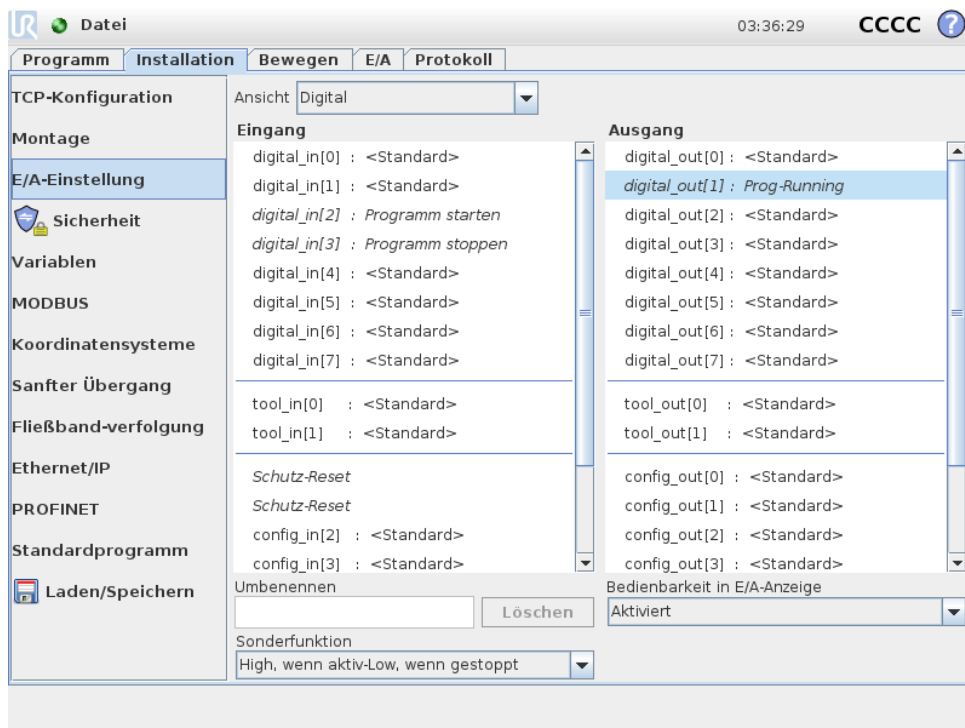 UR Datei 03:36:29 CCCC ?
Programm Installation Bewegen E/A Protokoll
TCP-Konfiguration
Montage
E/A-Einstellung
Sicherheit
Variablen
MODBUS
Koordinatensysteme
Sanfter Übergang
Fließband-verfolgung
Ethernet/IP
PROFINET
Standardprogramm
Laden/Speichern
Ansicht Digital
Eingang
digital_in[0] : <Standard>
digital_in[1] : <Standard>
digital_in[2] : Programm starten
digital_in[3] : Programm stoppen
digital_in[4] : <Standard>
digital_in[5] : <Standard>
digital_in[6] : <Standard>
digital_in[7] : <Standard>
tool_in[0] : <Standard>
tool_in[1] : <Standard>
Schutz-Reset
Schutz-Reset
config_in[2] : <Standard>
config_in[3] : <Standard>
Umbenennen
Löschen
Sonderfunktion
High, wenn aktiv-Low, wenn gestoppt
Ausgang
digital_out[0] : <Standard>
digital_out[1] : Prog-Running
digital_out[2] : <Standard>
digital_out[3] : <Standard>
digital_out[4] : <Standard>
digital_out[5] : <Standard>
digital_out[6] : <Standard>
digital_out[7] : <Standard>
tool_out[0] : <Standard>
tool_out[1] : <Standard>
config_out[0] : <Standard>
config_out[1] : <Standard>
config_out[2] : <Standard>
config_out[3] : <Standard>
Bedienbarkeit in E/A-Anzeige
Aktiviert